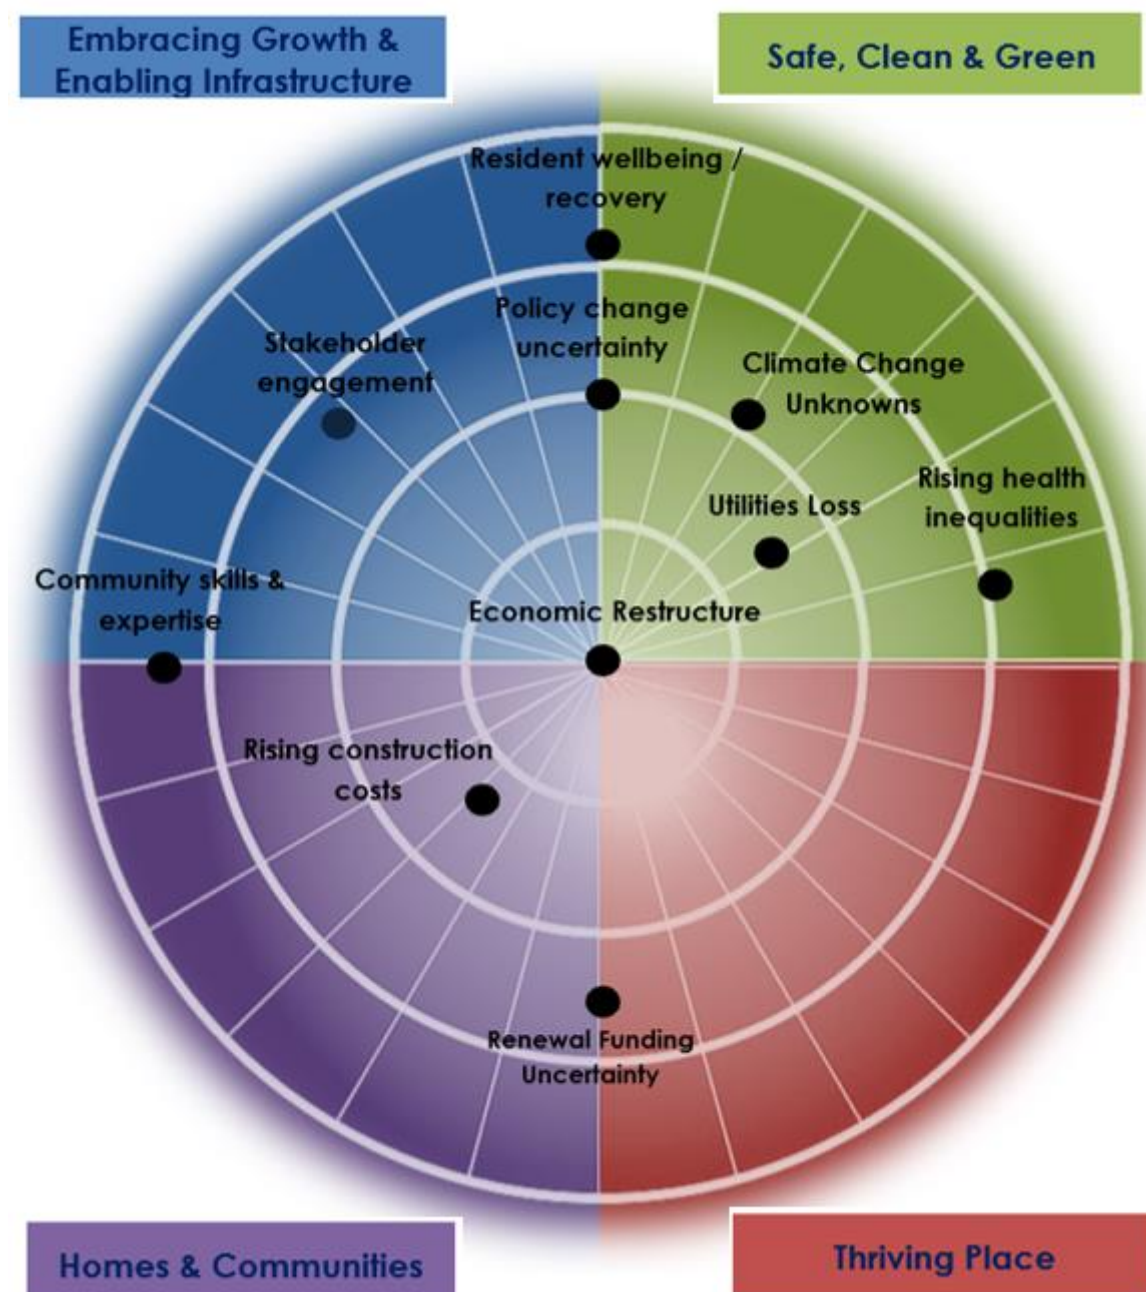 Embracing Growth &
Enabling Infrastructure
Safe, Clean & Green
Resident wellbeing /
recovery
Policy change
uncertainty
Stakeholder
engagement
Climate Change
Unknowns
Rising health
inequalities
Utilities Loss
Community skills &
expertise
Economic Restructure
Rising construction
costs
Renewal Funding
Uncertainty
Homes & Communities
Thriving Place